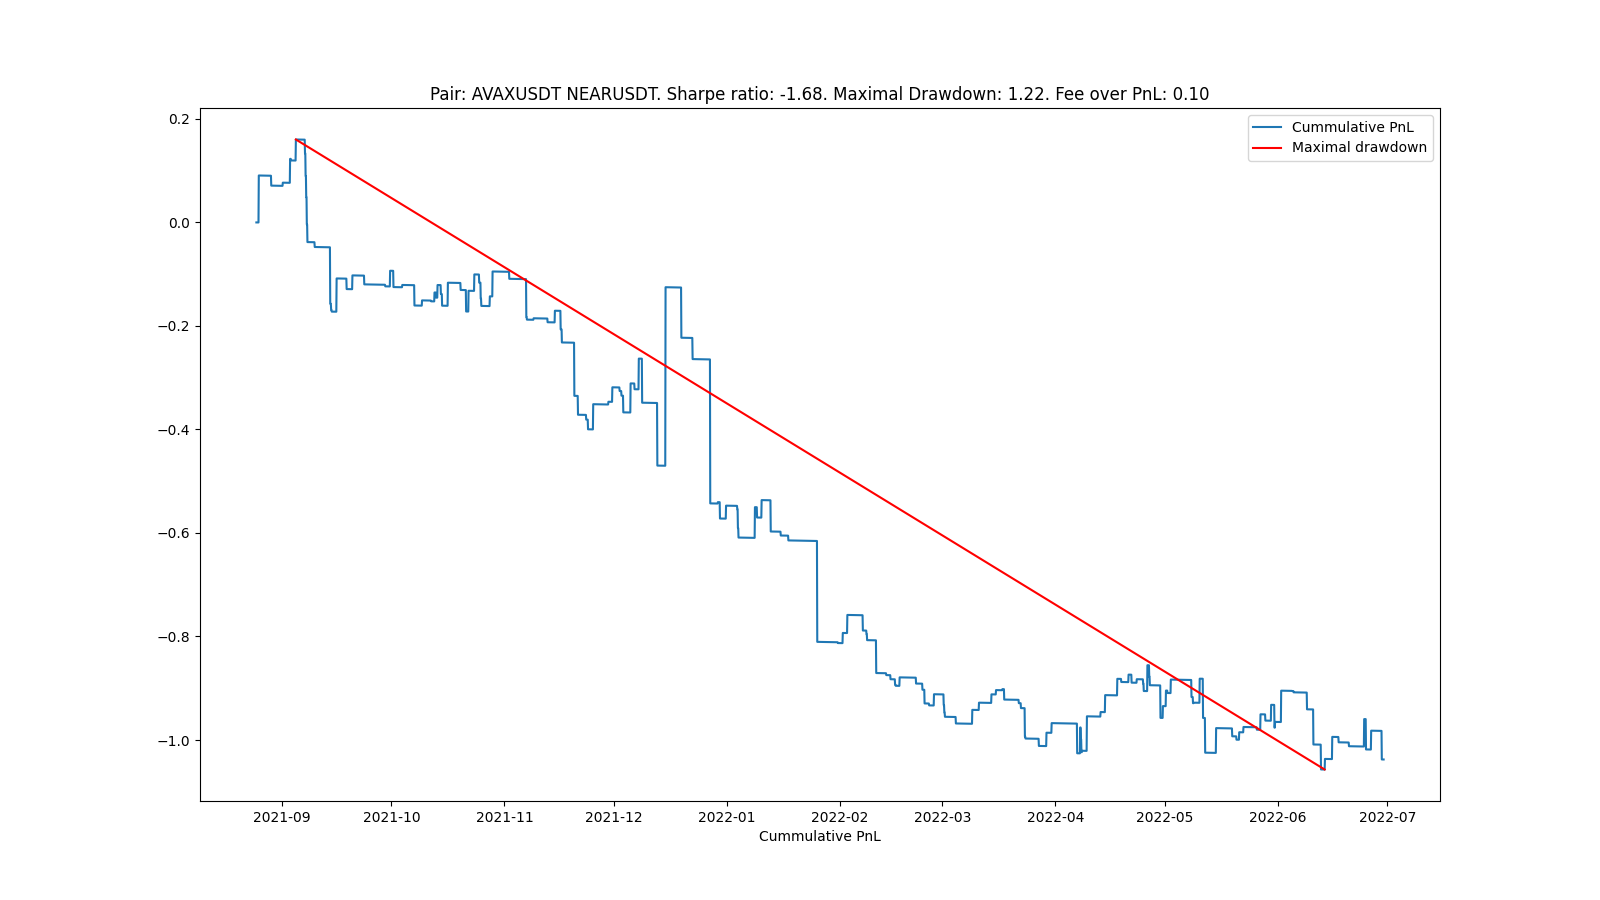 Pair: AVAXUSDT NEARUSDT. Sharpe ratio: -1.68. Maximal Drawdown: 1.22. Fee over PnL: 0.10
Cummulative PnL
Maximal drawdown
0.2
0.0
−0.2
−0.4
−0.6
−0.8
−1.0
2021-09 2021-10 2021-11 2021-12 2022-01 2022-02 2022-03 2022-04 2022-05 2022-06 2022-07
Cummulative PnL